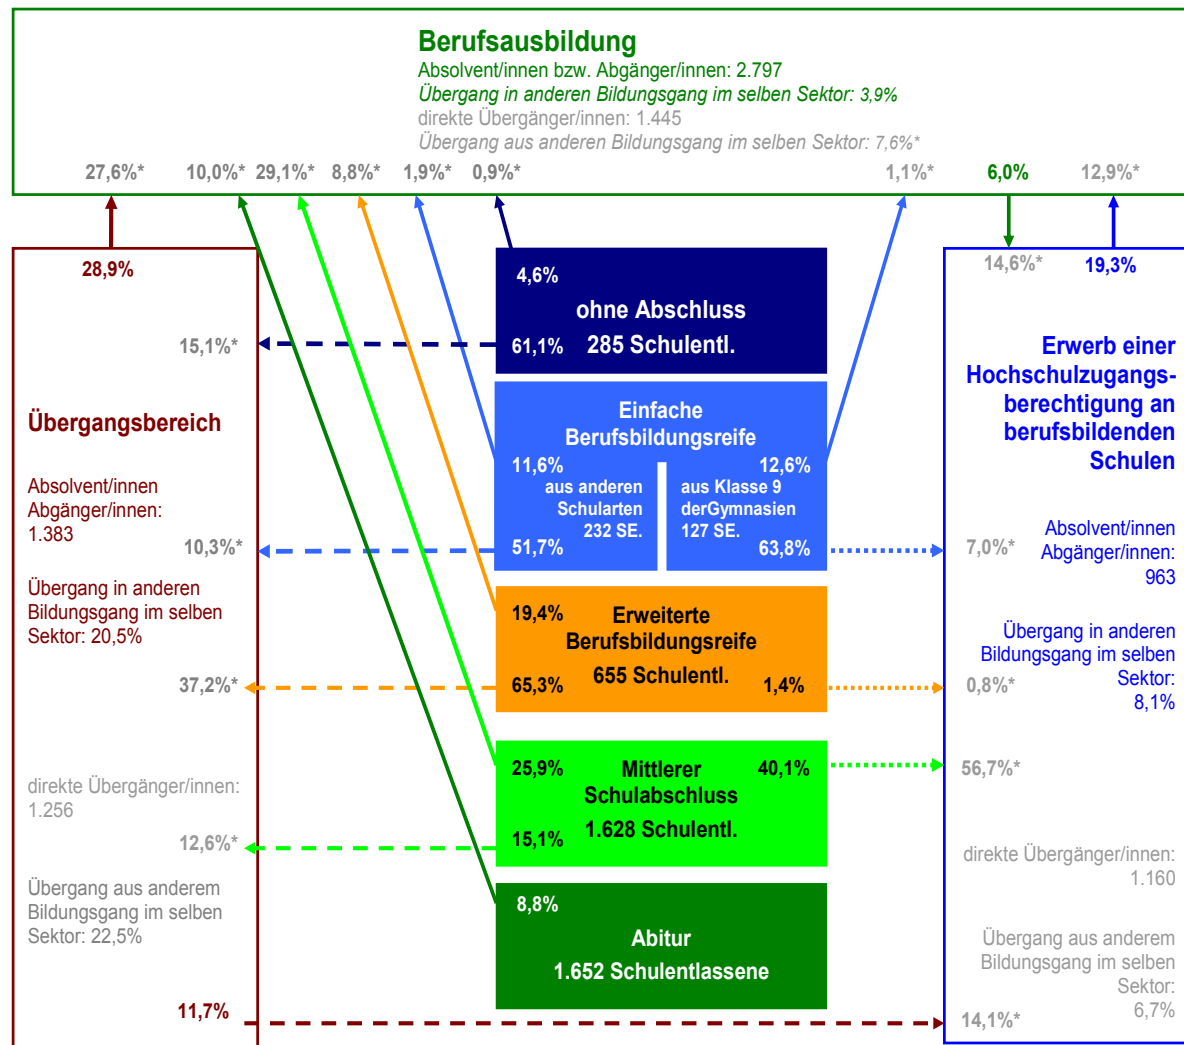 Berufsausbildung
Absolvent/innen bzw. Abgänger/innen: 2.797
Übergang in anderen Bildungsgang im selben Sektor: 3,9%
direkte Übergänger/innen: 1.445
Übergang aus anderen Bildungsgang im selben Sektor: 7,6%*
27,6%* 10,0%* 29,1%* 8,8%* 1,9%* 0,9%* 1,1%* 6,0% 12,9%*
28,9%
15,1%*
Übergangsbereich
Absolvent/innen
Abgänger/innen:
1.383
10,3%*
Übergang in anderen
Bildungsgang im selben
Sektor: 20,5%
37,2%*
direkte Übergänger/innen:
1.256
12,6%*
Übergang aus anderem
Bildungsgang im selben
Sektor: 22,5%
11,7%
4,6%
ohne Abschluss
61,1% 285 Schulentl.
Einfache
Berufsbildungsreife
11,6%
aus anderen
Schularten
232 SE.
51,7%
12,6%
aus Klasse 9
derGymnasien
127 SE.
63,8%
19,4% Erweiterte
Berufsbildungsreife
655 Schulentl.
65,3% 1,4%
25,9% Mittlerer 40,1%
Schulabschluss
1.628 Schulentl.
15,1%
8,8%
Abitur
1.652 Schulentlassene
14,6%* 19,3%
Erwerb einer
Hochschulzugangs-
berechtigung an
berufsbildenden
Schulen
Absolvent/innen
Abgänger/innen:
963
7,0%*
Übergang in anderen
Bildungsgang im selben
Sektor:
8,1%
0,8%*
56,7%*
direkte Übergänger/innen:
1.160
Übergang aus anderem
Bildungsgang im selben
Sektor:
6,7%
14,1%*